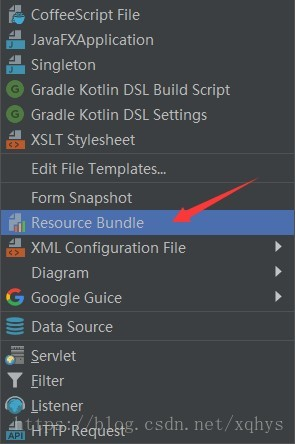 CoffeeScript File
JavaFXApplication
Singleton
Gradle Kotlin DSL Build Script
Gradle Kotlin DSL Settings
XSLT Stylesheet
Edit File Templates...
Form Snapshot
Resource Bundle
XML Configuration File
Diagram
Google Guice
Data Source
Servlet
Filter
Listener
https://blog.csdn.net/xqhys
API HTTP Request